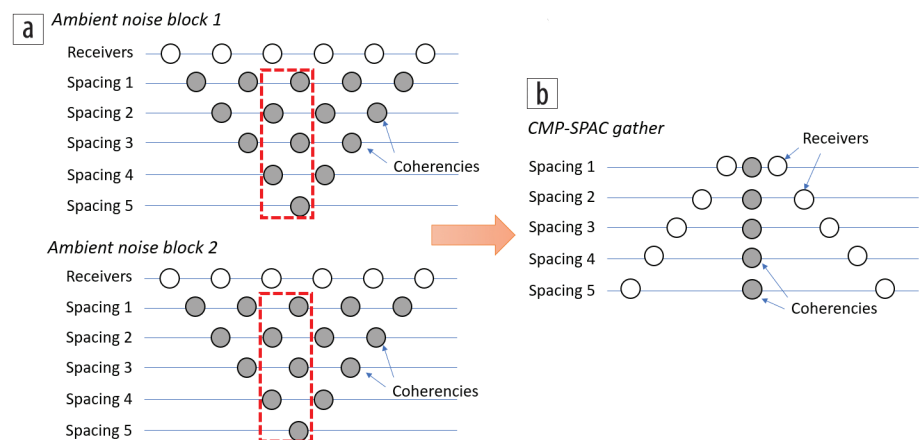 a
Ambient noise block 1
Receivers
Spacing 1
Spacing 2
Spacing 3
Coherencies
Spacing 4
Spacing 5
Ambient noise block 2
Receivers
Spacing 1
Spacing 2
Spacing 3
Coherencies
Spacing 4
Spacing 5
b
CMP-SPAC gather
Receivers
Spacing 1
Spacing 2
Spacing 3
Spacing 4
Spacing 5
Coherencies